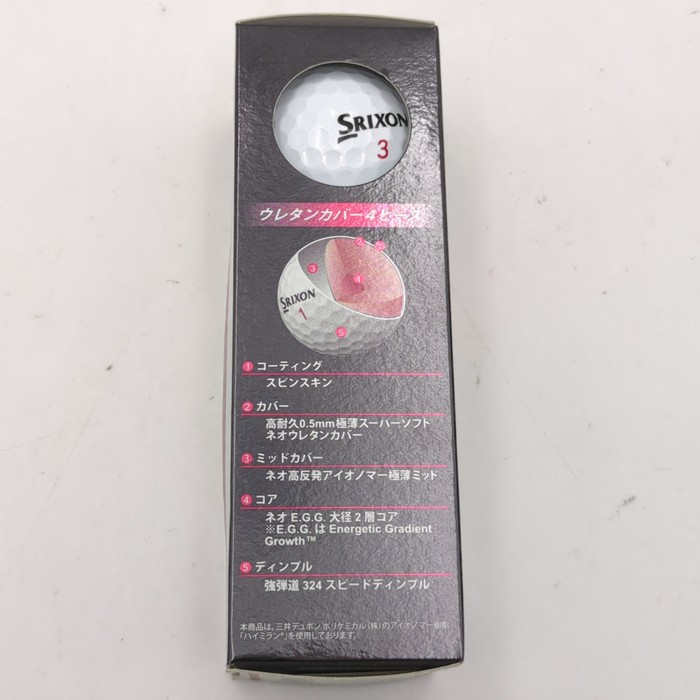 SRIXON
3
ウレタンカバー4ピース
2
3
4
SRIXON
1
5
1 コーティング
スピンスキン
2 カバー
高耐久0.5mm極薄スーパーソフト
ネオウレタンカバー
3 ミッドカバー
ネオ高反発アイオノマー極薄ミッド
4 コア
ネオ E.G.G. 大径2層コア
※E.G.G. は Energetic Gradient
Growth™
5 ディンプル
強弾道 324 スピードディンプル
本商品は、三井デュポン ポリケミカル(株)のアイオノマー樹脂
「ハイミラン®」を使用しております。